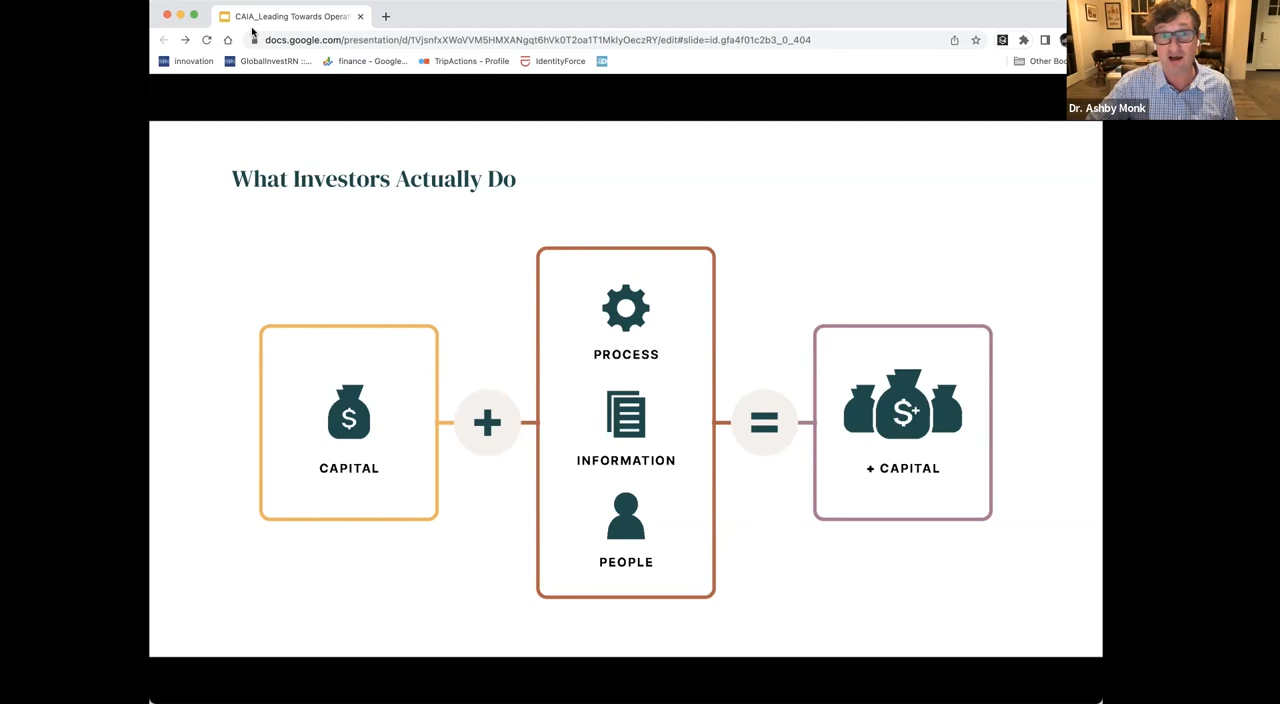 CAIA_Leading Towards Opera
docs.google.com/presentation/d/1VjsnfxXWoVVM5HMXANgqt6hVk0T2oa1T1MklyOeczRY/edit#slide=id.gfa4f01c2b3_0_404
innovation GlobalInvestRN ::... finance - Google... TripActions - Profile IdentityForce Other Boo
Dr. Ashby Monk
What Investors Actually Do
PROCESS
$
CAPITAL
+
INFORMATION
=
$+
+ CAPITAL
PEOPLE